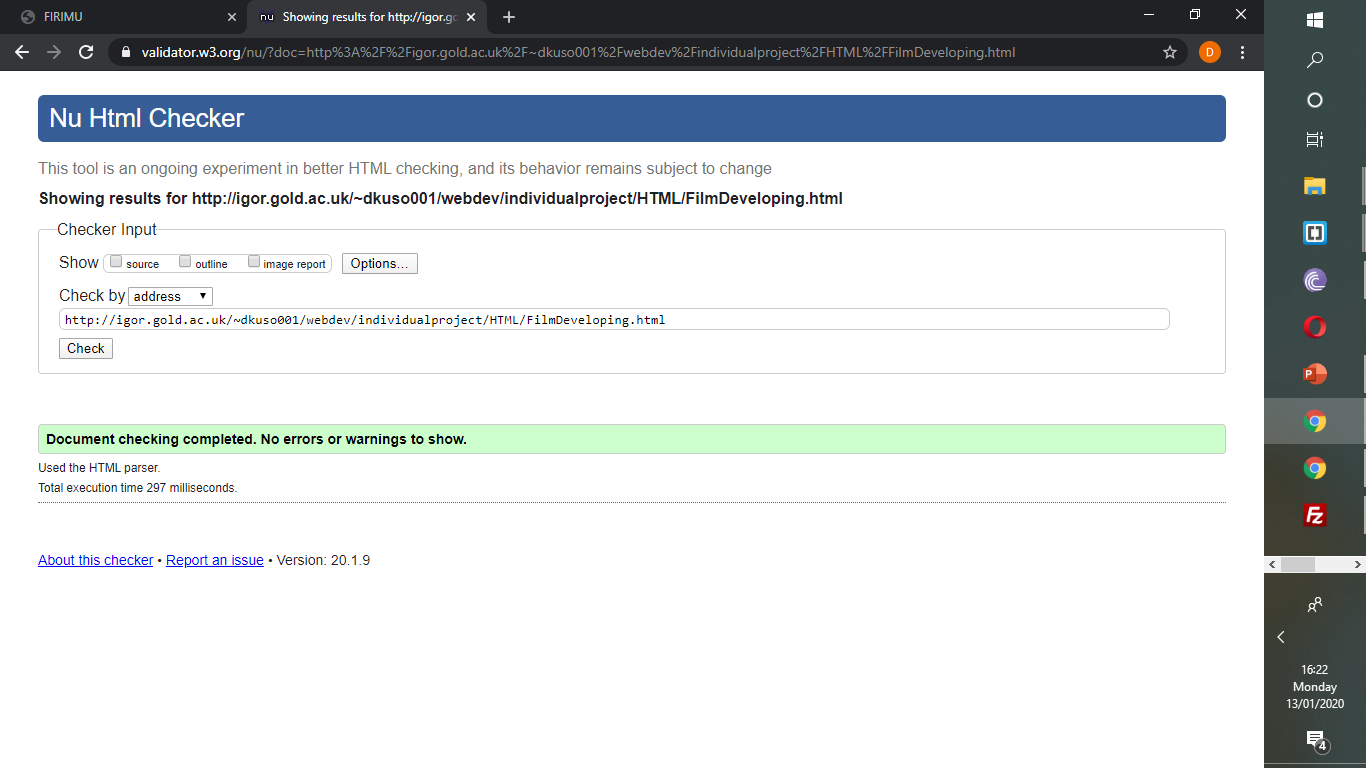 FIRIMU
nu Showing results for http://igor.go
validator.w3.org/nu/?doc=http%3A%2F%2Figor.gold.ac.uk%2F~dkuso001%2Fwebdev%2Findividualproject%2FHTML%2FFilmDeveloping.html
D
Nu Html Checker
This tool is an ongoing experiment in better HTML checking, and its behavior remains subject to change
Showing results for http://igor.gold.ac.uk/~dkuso001/webdev/individualproject/HTML/FilmDeveloping.html
Checker Input
Show source outline image report Options...
Check by address
http://igor.gold.ac.uk/~dkuso001/webdev/individualproject/HTML/FilmDeveloping.html
Check
Document checking completed. No errors or warnings to show.
Used the HTML parser.
Total execution time 297 milliseconds.
About this checker • Report an issue • Version: 20.1.9
P
Fz
16:22
Monday
13/01/2020
4